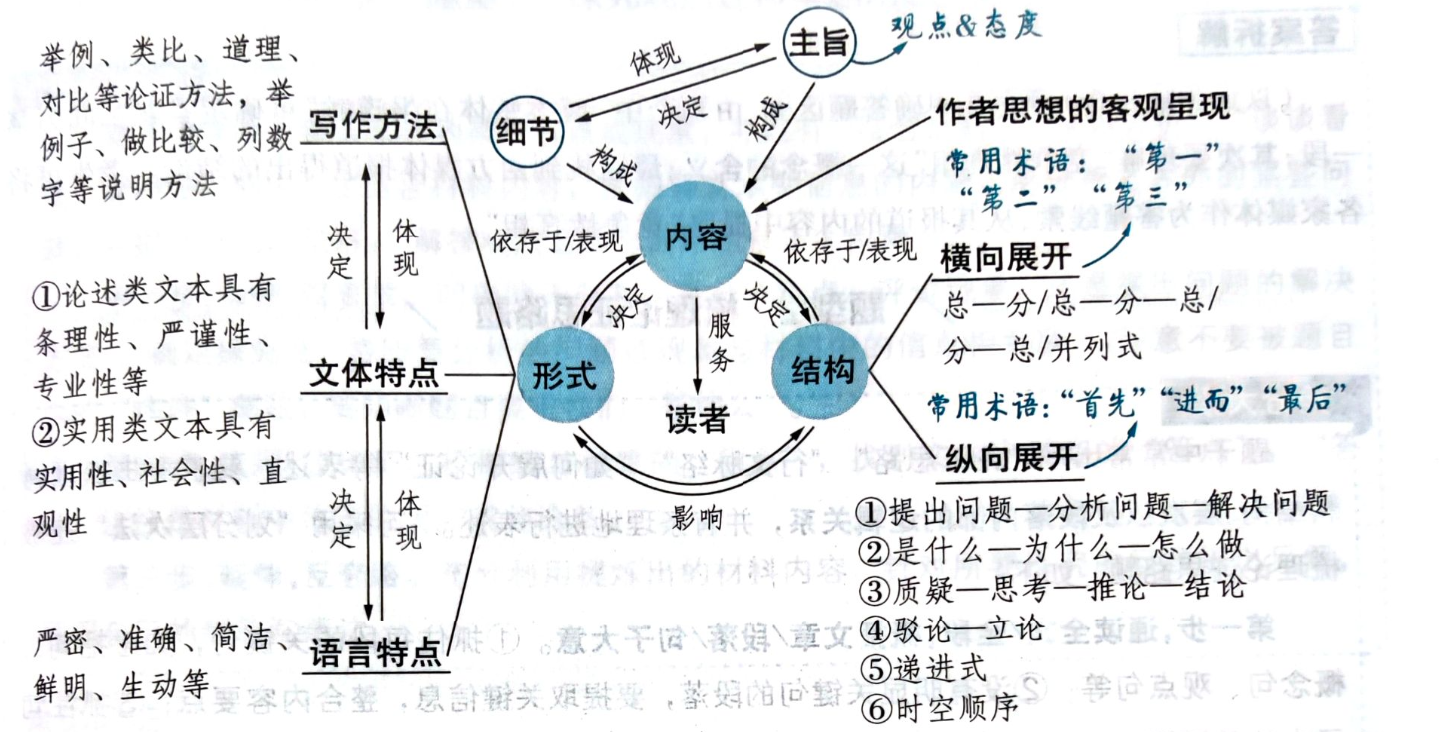 主旨
观点&态度
体现
决定
构成
细节
构成
作者思想的客观呈现
常用术语：“第一”
“第二”“第三”
举例、类比、道理、
对比等论证方法，举
例子、做比较、列数
字等说明方法
写作方法
决定
体现
内容
依存于/表现
依存于/表现
决定
决定
服务
读者
形式
结构
影响
横向展开
总—分/总—分—总/
分—总/并列式
常用术语：“首先”“进而”“最后”
纵向展开
①提出问题—分析问题—解决问题
②是什么—为什么—怎么做
③质疑—思考—推论—结论
④驳论—立论
⑤递进式
⑥时空顺序
①论述类文本具有
条理性、严谨性、
专业性等
②实用类文本具有
实用性、社会性、直
观性
文体特点
决定
体现
严密、准确、简洁
鲜明、生动等
语言特点